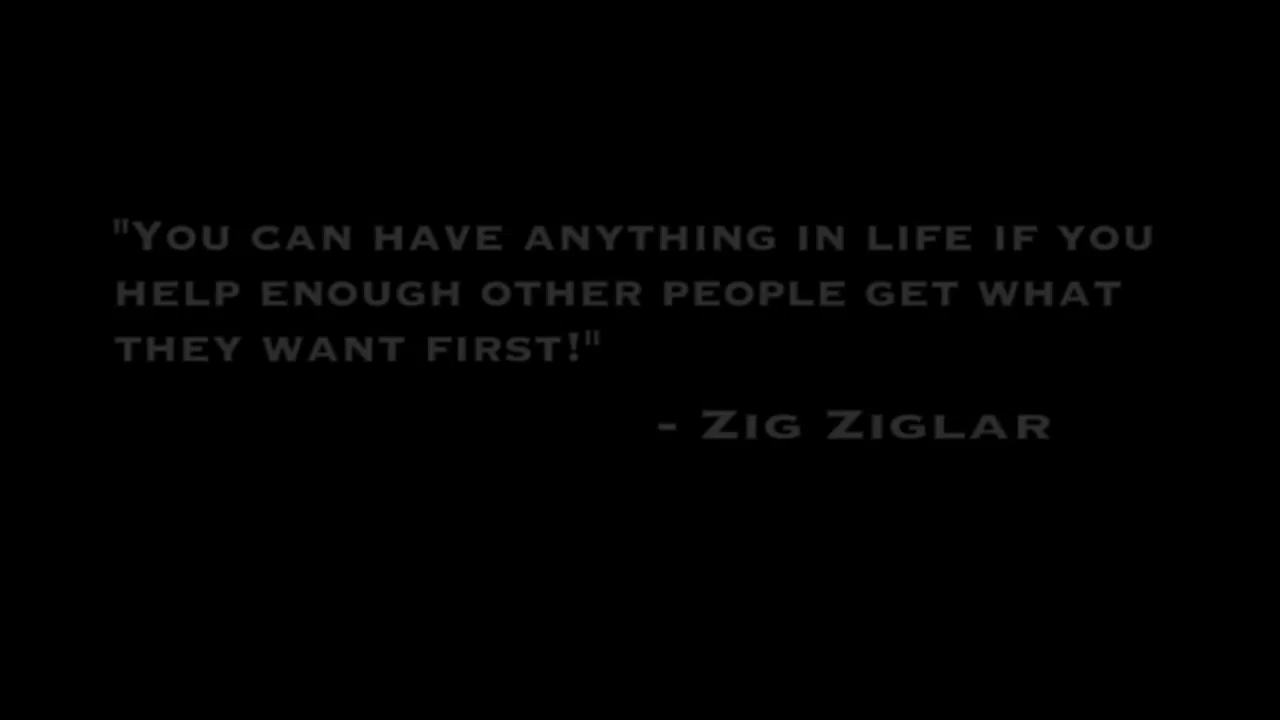 "You can have anything in life if you
help enough other people get what
they want first!"
- Zig Ziglar